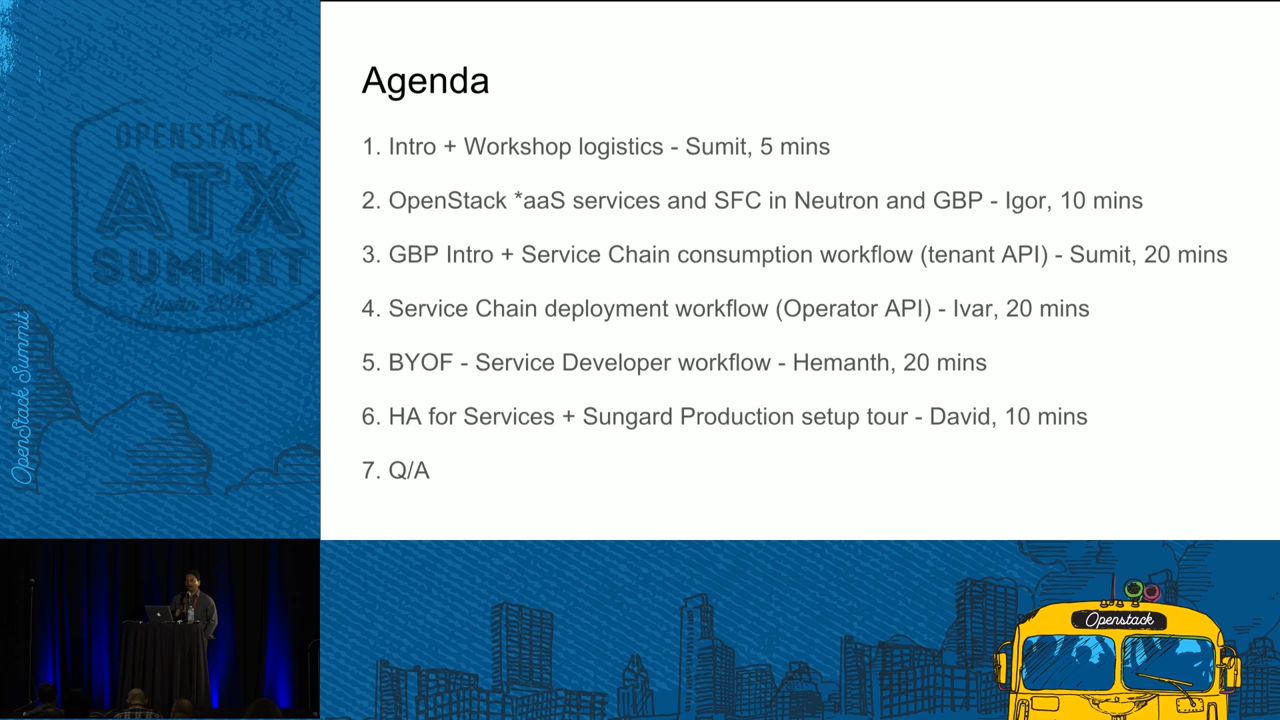 OPENSTACK
ATX
SUMMIT
Austin 2016
OpenStack Summit
Agenda
1. Intro + Workshop logistics - Sumit, 5 mins
2. OpenStack *aaS services and SFC in Neutron and GBP - Igor, 10 mins
3. GBP Intro + Service Chain consumption workflow (tenant API) - Sumit, 20 mins
4. Service Chain deployment workflow (Operator API) - Ivar, 20 mins
5. BYOF - Service Developer workflow - Hemanth, 20 mins
6. HA for Services + Sungard Production setup tour - David, 10 mins
7. Q/A
Openstack